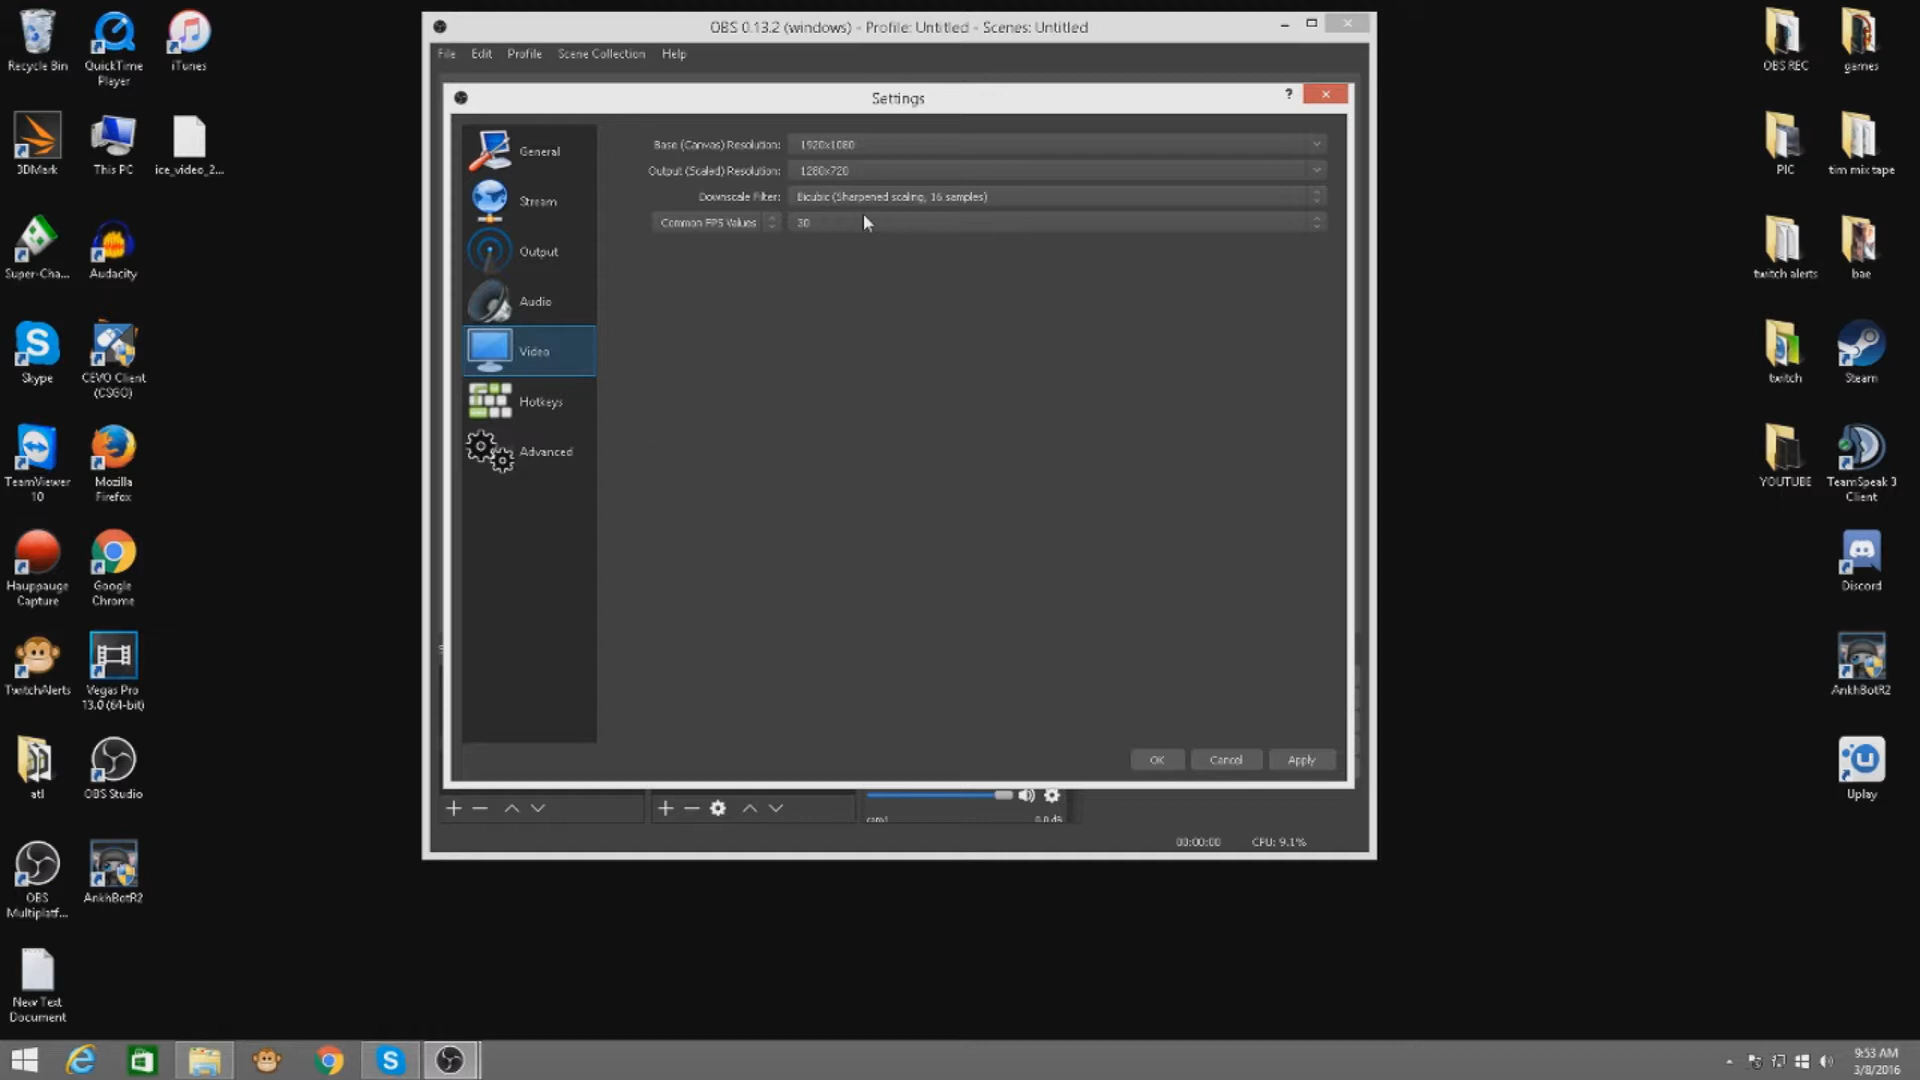 Recycle Bin
QuickTime
Player
iTunes
3DMark
This PC
ice_video_2...
Super-Cha...
Audacity
Skype
CEVO Client
(CSGO)
TeamViewer
10
Mozilla
Firefox
Hauppauge
Capture
Google
Chrome
TwitchAlerts
Vegas Pro
13.0 (64-bit)
atl
OBS Studio
OBS
Multiplatf...
AnkhBotR2
New Text
Document
OBS 0.13.2 (windows) - Profile: Untitled - Scenes: Untitled
File Edit Profile Scene Collection Help
Settings
?
General
Stream
Output
Audio
Video
Hotkeys
Advanced
Base (Canvas) Resolution: 1920x1080
Output (Scaled) Resolution: 1280x720
Downscale Filter: Bicubic (Sharpened scaling, 16 samples)
Common FPS Values 30
OK Cancel Apply
0.0 dB
00:00:00 CPU: 9.1%
OBS REC
games
PIC
tim mix tape
twitch alerts
bae
twitch
Steam
YOUTUBE
TeamSpeak 3
Client
Discord
AnkhBotR2
Uplay
9:53 AM
3/8/2016